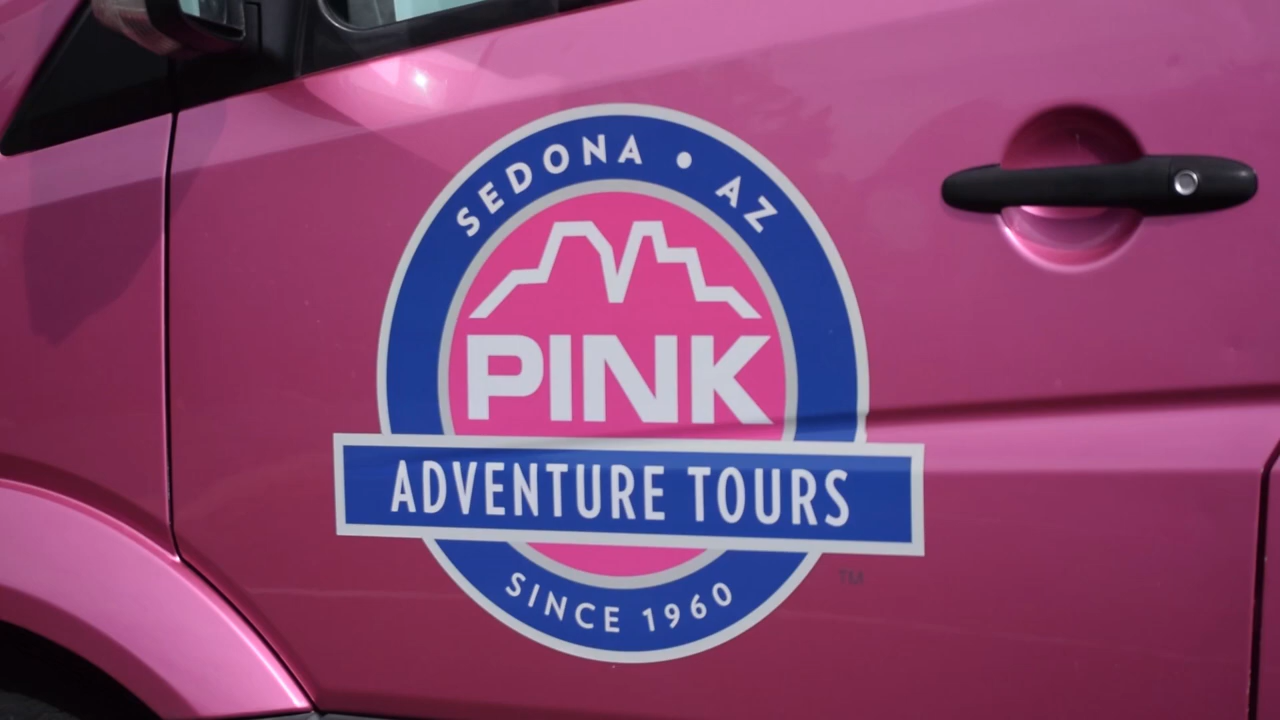 SEDONA • AZ
PINK
ADVENTURE TOURS
SINCE 1960
TM